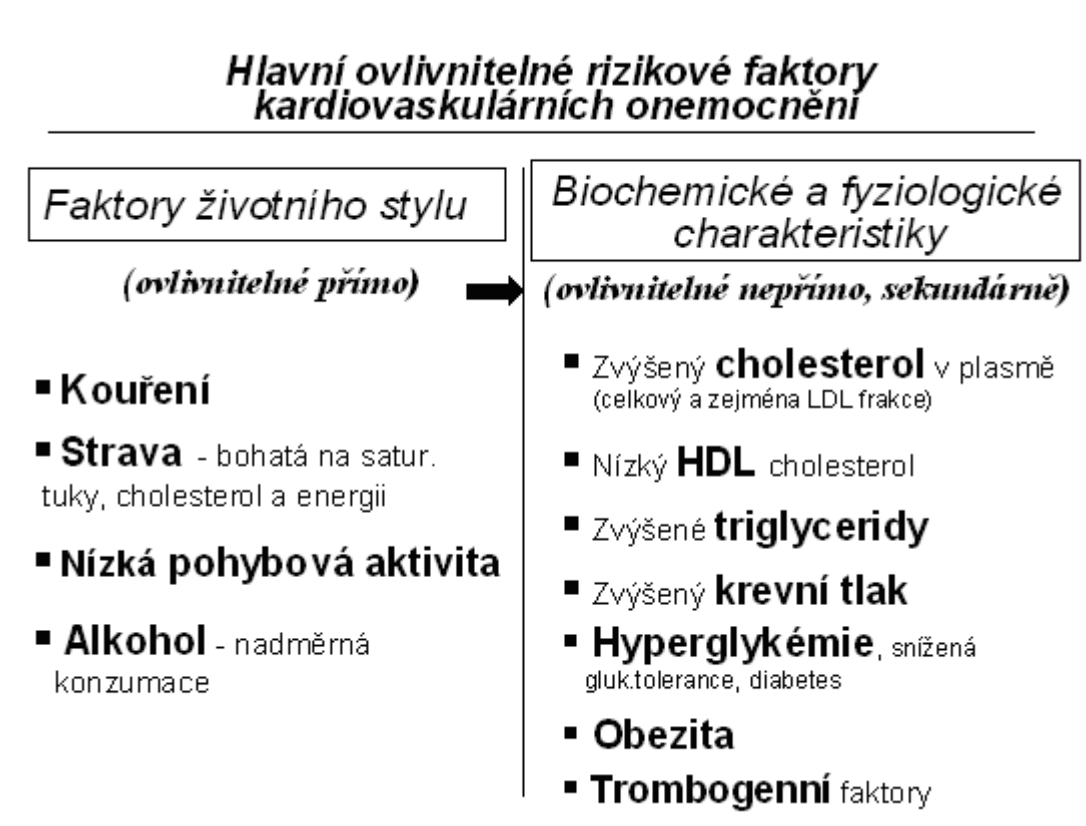 Hlavní ovlivnitelné rizikové faktory
kardiovaskulárních onemocnění
Faktory životního stylu
(ovlivnitelné přímo)
▪ Kouření
▪ Strava - bohatá na satur.
tuky, cholesterol a energii
▪ Nízká pohybová aktivita
▪ Alkohol - nadměrná
konzumace
Biochemické a fyziologické
charakteristiky
(ovlivnitelné nepřímo, sekundárně)
▪ Zvýšený cholesterol v plasmě
(celkový a zejména LDL frakce)
▪ Nízký HDL cholesterol
▪ Zvýšené triglyceridy
▪ Zvýšený krevní tlak
▪ Hyperglykémie, snížená
gluk.tolerance, diabetes
▪ Obezita
▪ Trombogenní faktory